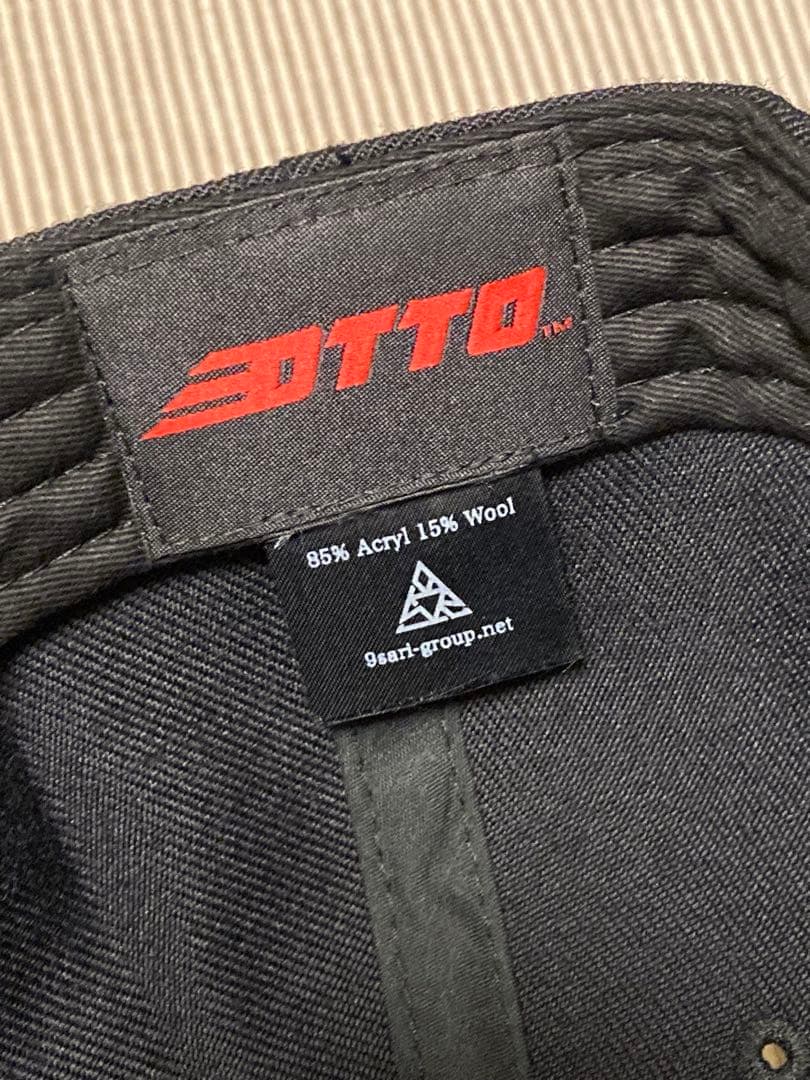 OTTO™
85% Acryl 15% Wool
9sari-group.net